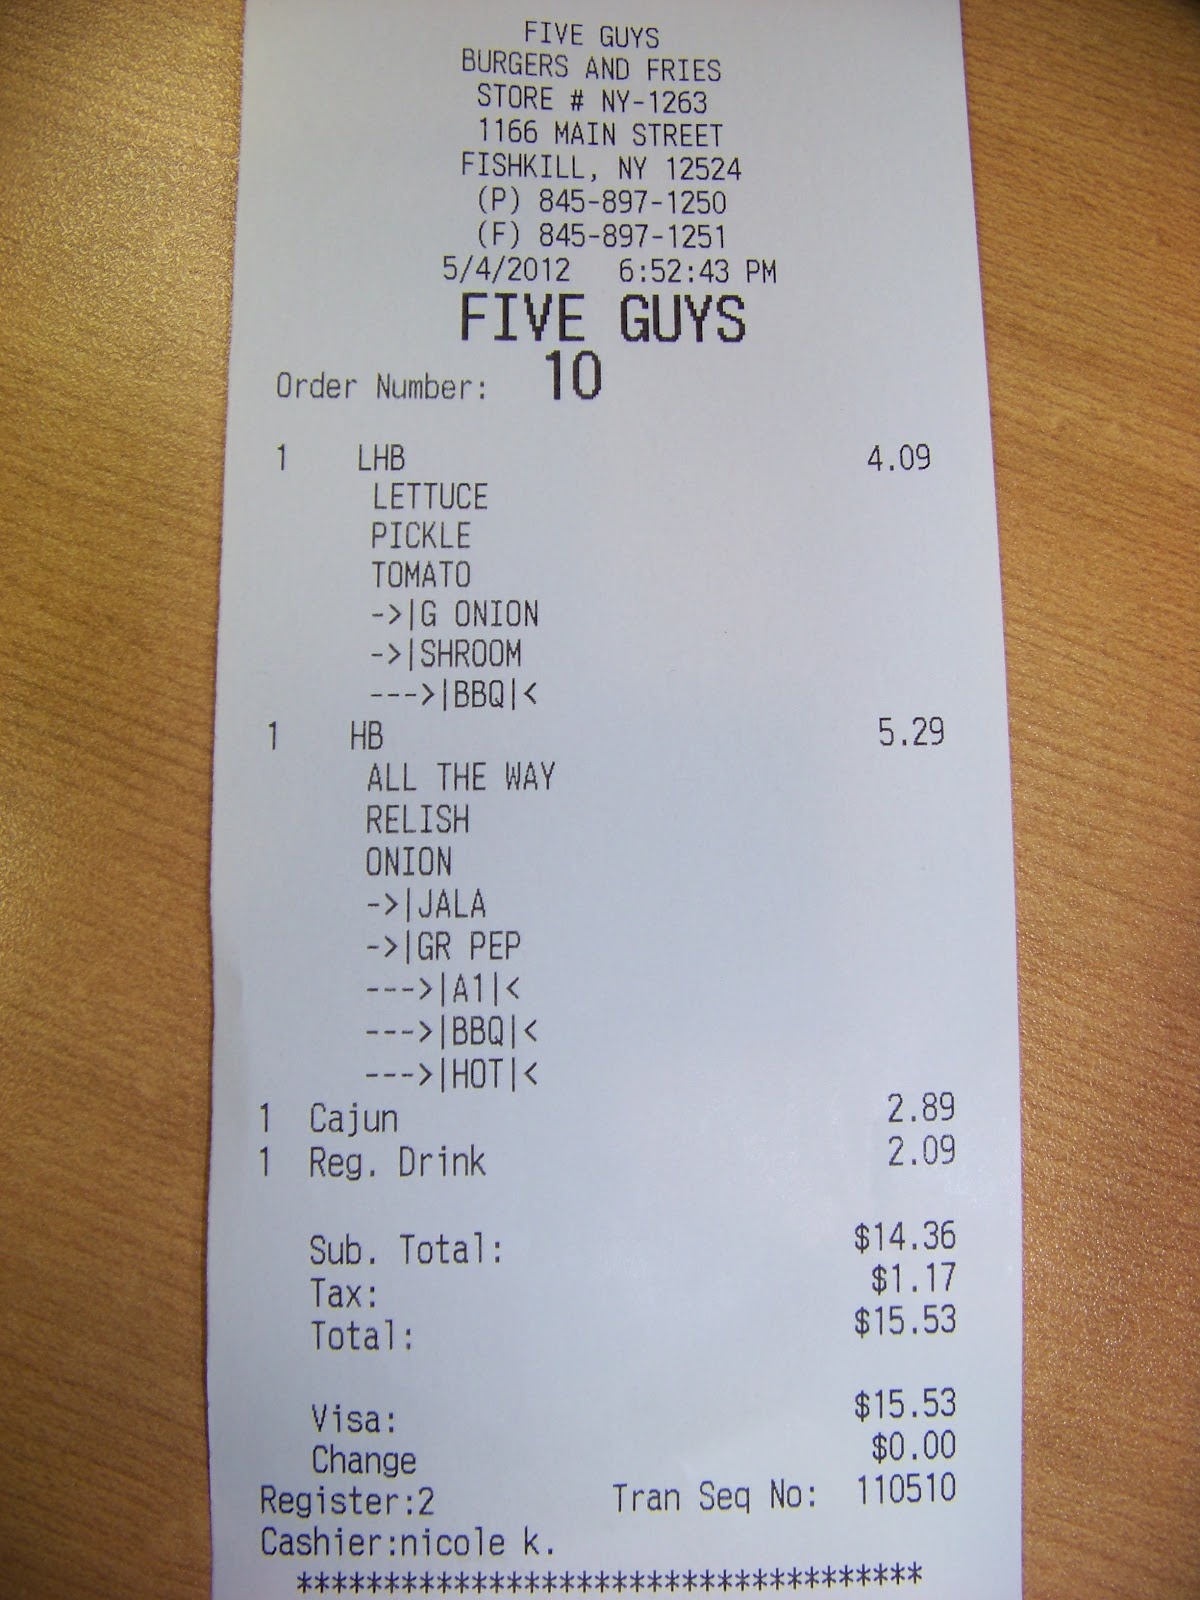 FIVE GUYS
BURGERS AND FRIES
STORE # NY-1263
1166 MAIN STREET
FISHKILL, NY 12524
(P) 845-897-1250
(F) 845-897-1251
5/4/2012 6:52:43 PM
FIVE GUYS
Order Number: 10
1 LHB 4.09
LETTUCE
PICKLE
TOMATO
->|G ONION
->|SHROOM
--->|BBQ|<
1 HB 5.29
ALL THE WAY
RELISH
ONION
->|JALA
->|GR PEP
--->|A1|<
--->|BBQ|<
--->|HOT|<
1 Cajun 2.89
1 Reg. Drink 2.09
Sub. Total: $14.36
Tax: $1.17
Total: $15.53
Visa: $15.53
Change $0.00
Register:2 Tran Seq No: 110510
Cashier:nicole k.
*************************************